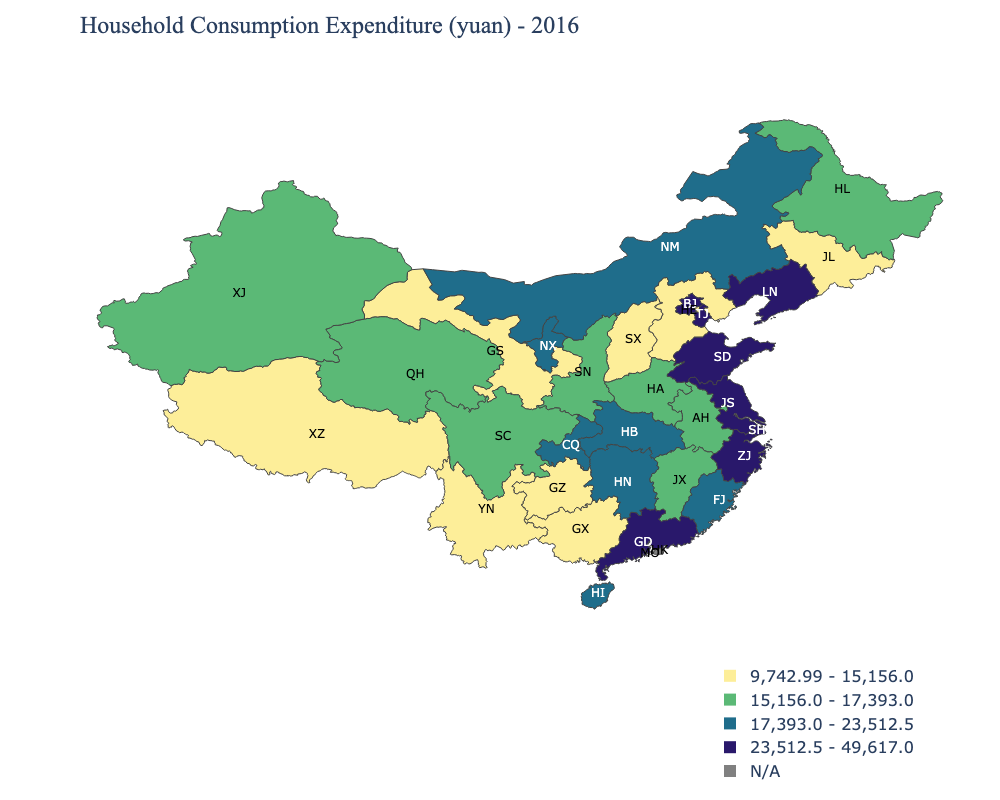 Household Consumption Expenditure (yuan) - 2016
HL
NM
JL
XJ
LN
BJ
HE
TJ
SX
NX
GS
SD
QH
SN
HA
JS
AH
SH
XZ
SC
HB
CQ
ZJ
HN
JX
GZ
FJ
YN
GX
GD
HK
MO
HI
9,742.99 - 15,156.0
15,156.0 - 17,393.0
17,393.0 - 23,512.5
23,512.5 - 49,617.0
N/A